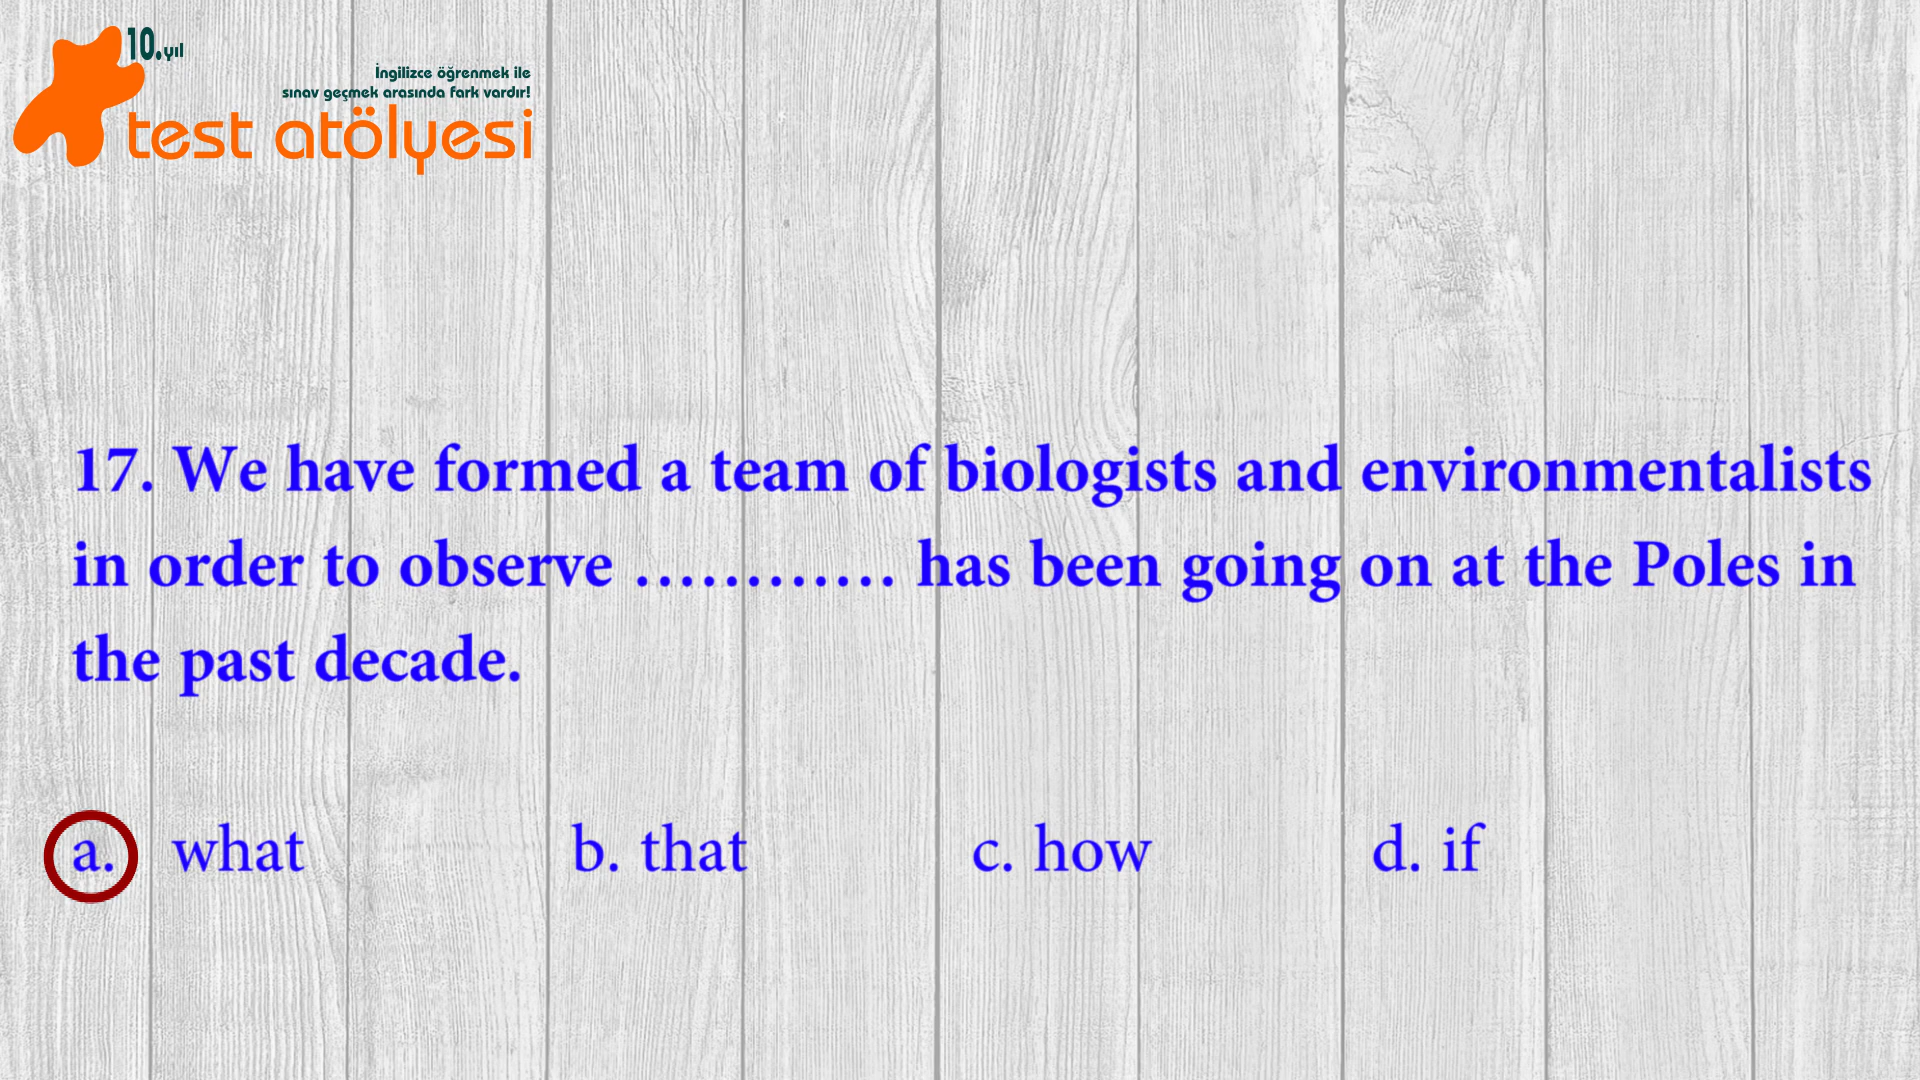 10.yıl
İngilizce öğrenmek ile
sınav geçmek arasında fark vardır!
test atölyesi
17. We have formed a team of biologists and environmentalists
in order to observe ………… has been going on at the Poles in
the past decade.
a. what b. that c. how d. if